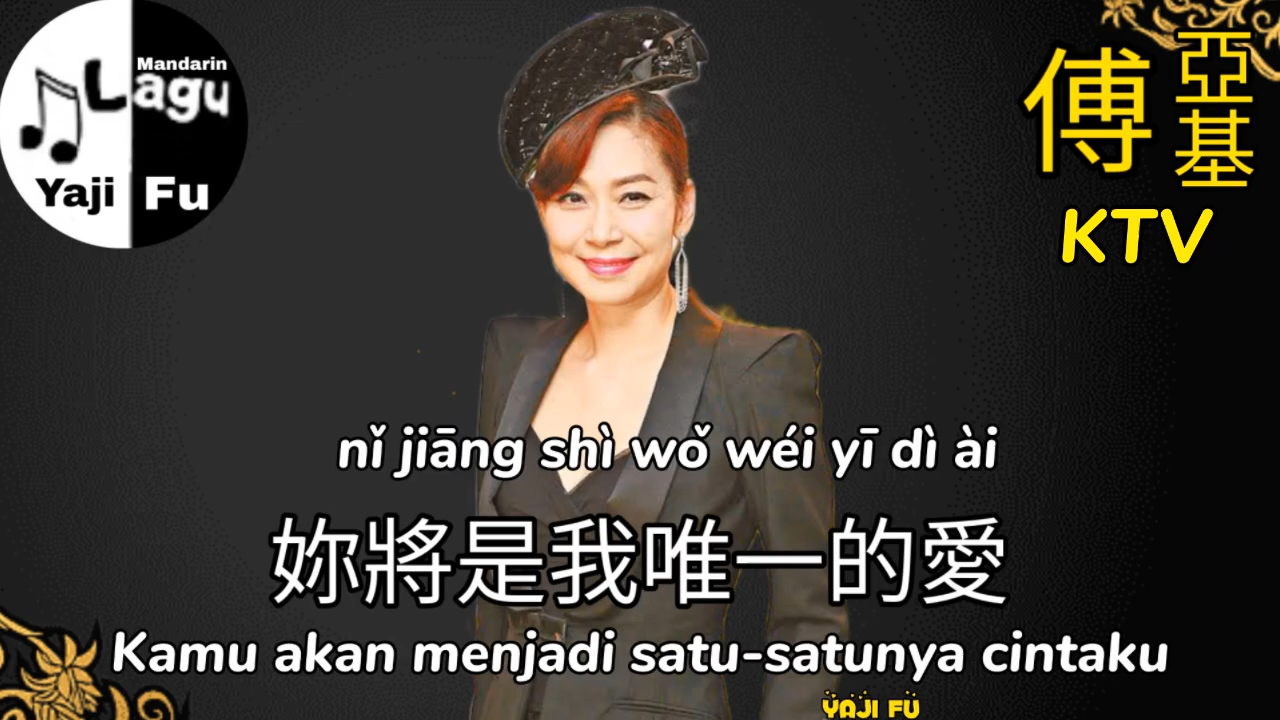 Mandarin
Lagu
Yaji Fu
傅亞基
KTV
nǐ jiāng shì wǒ wéi yī dì ài
妳將是我唯一的愛
Kamu akan menjadi satu-satunya cintaku
YAJI FU